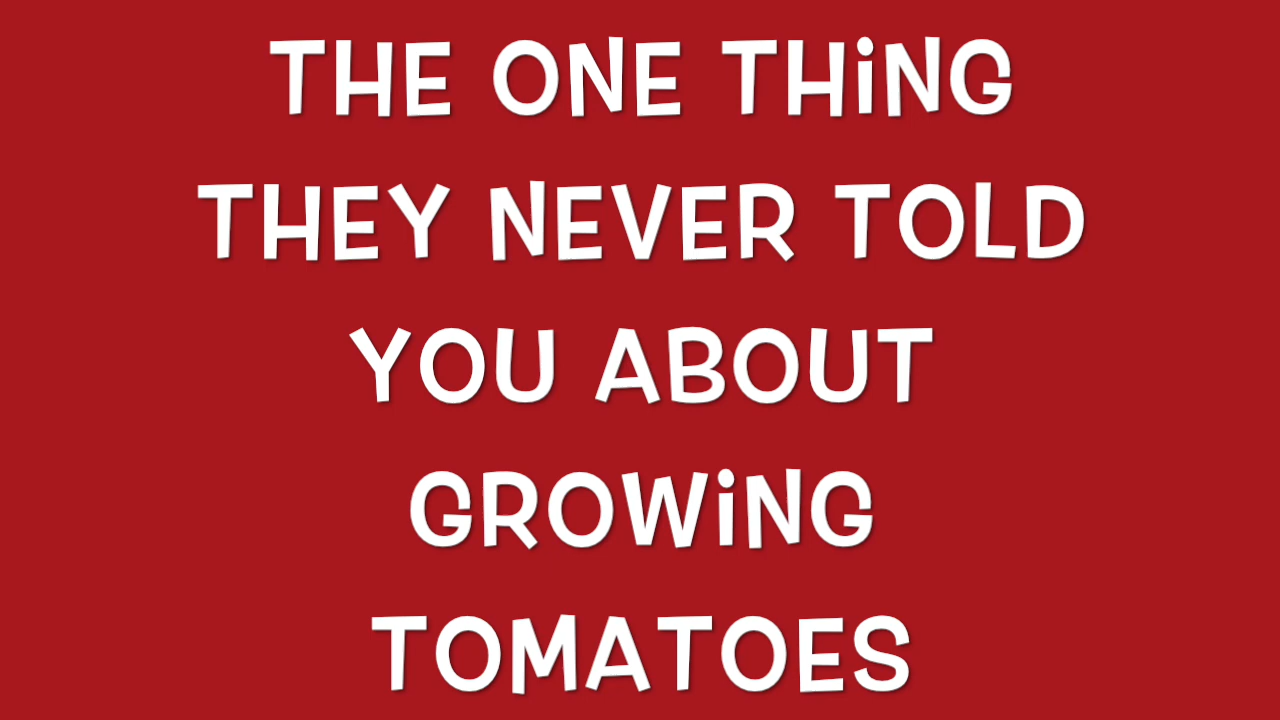 THE ONE THING
THEY NEVER TOLD
YOU ABOUT
GROWING
TOMATOES